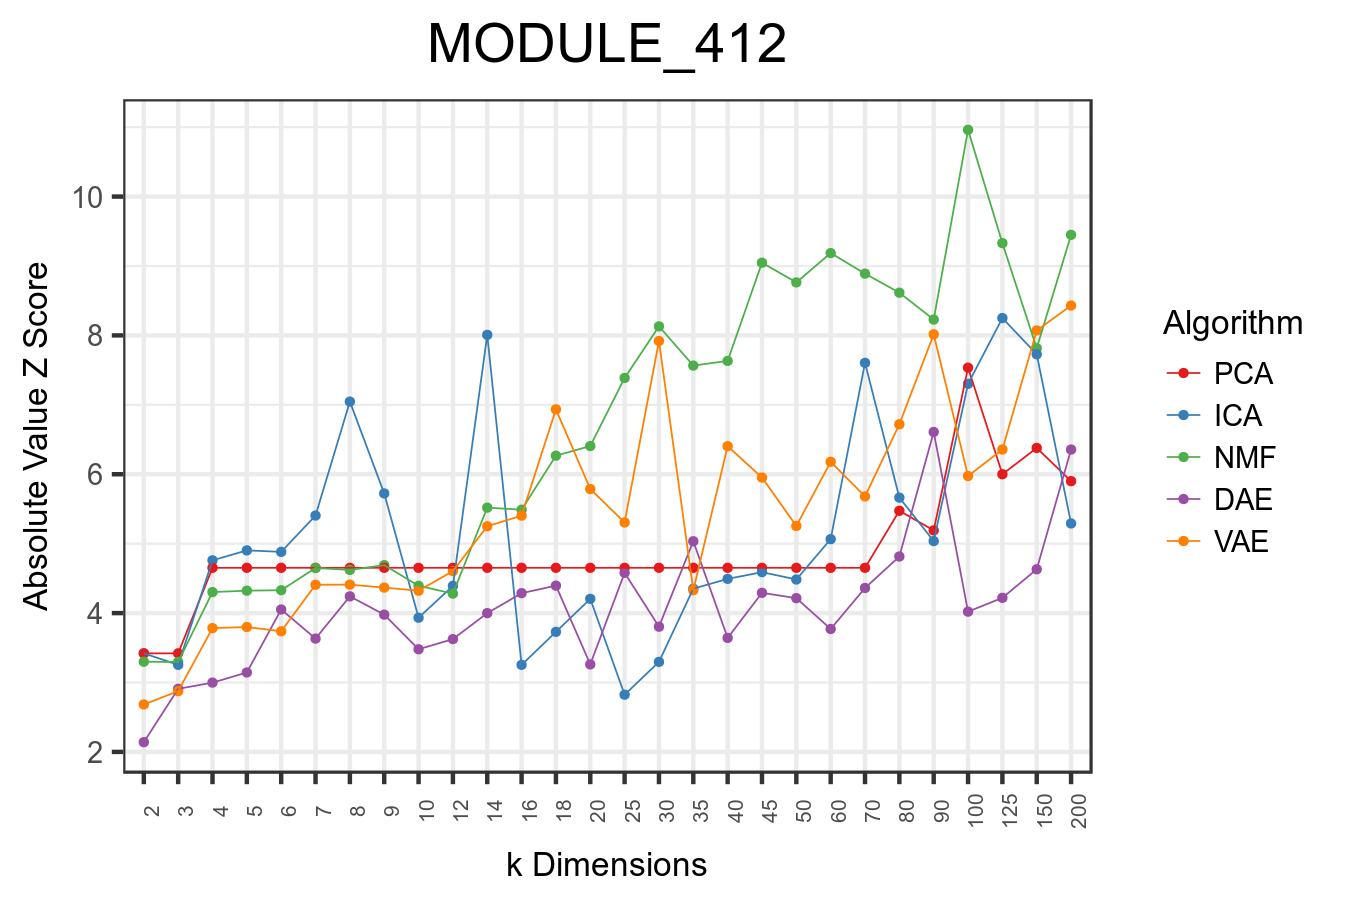 MODULE_412
Absolute Value Z Score
10
8
6
4
2
2 3 4 5 6 7 8 9 10 12 14 16 18 20 25 30 35 40 45 50 60 70 80 90 100 125 150 200
k Dimensions
Algorithm
PCA
ICA
NMF
DAE
VAE